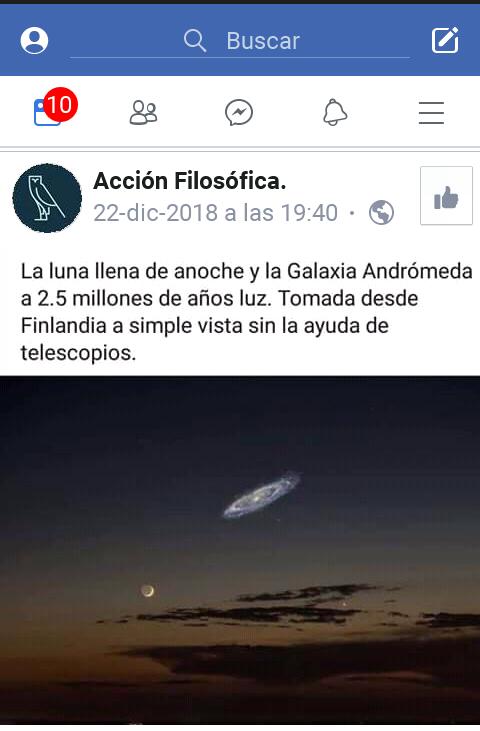 Buscar
10
Acción Filosófica.
22-dic-2018 a las 19:40 ·
La luna llena de anoche y la Galaxia Andrómeda
a 2.5 millones de años luz. Tomada desde
Finlandia a simple vista sin la ayuda de
telescopios.